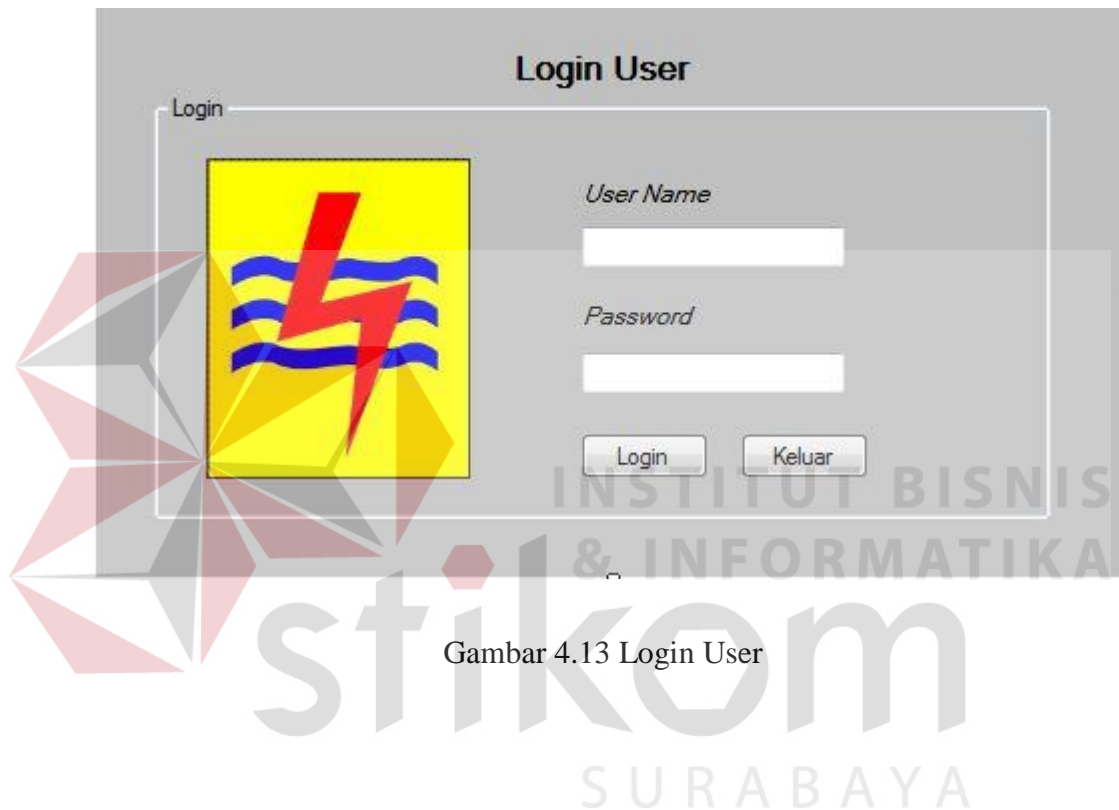 Login User
Login
User Name
Password
Login
Keluar
INSTITUT BISNIS
& INFORMATIKA
stikom
SURABAYA
Gambar 4.13 Login User